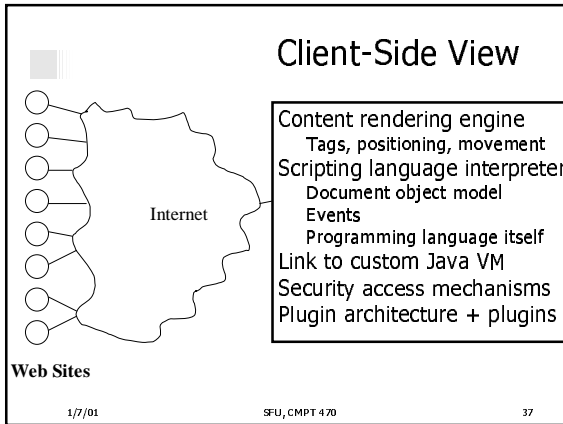 Client-Side View
Content rendering engine
Tags, positioning, movement
Scripting language interpreter
Document object model
Events
Programming language itself
Link to custom Java VM
Security access mechanisms
Plugin architecture + plugins
Internet
Web Sites
1/7/01
SFU, CMPT 470
37